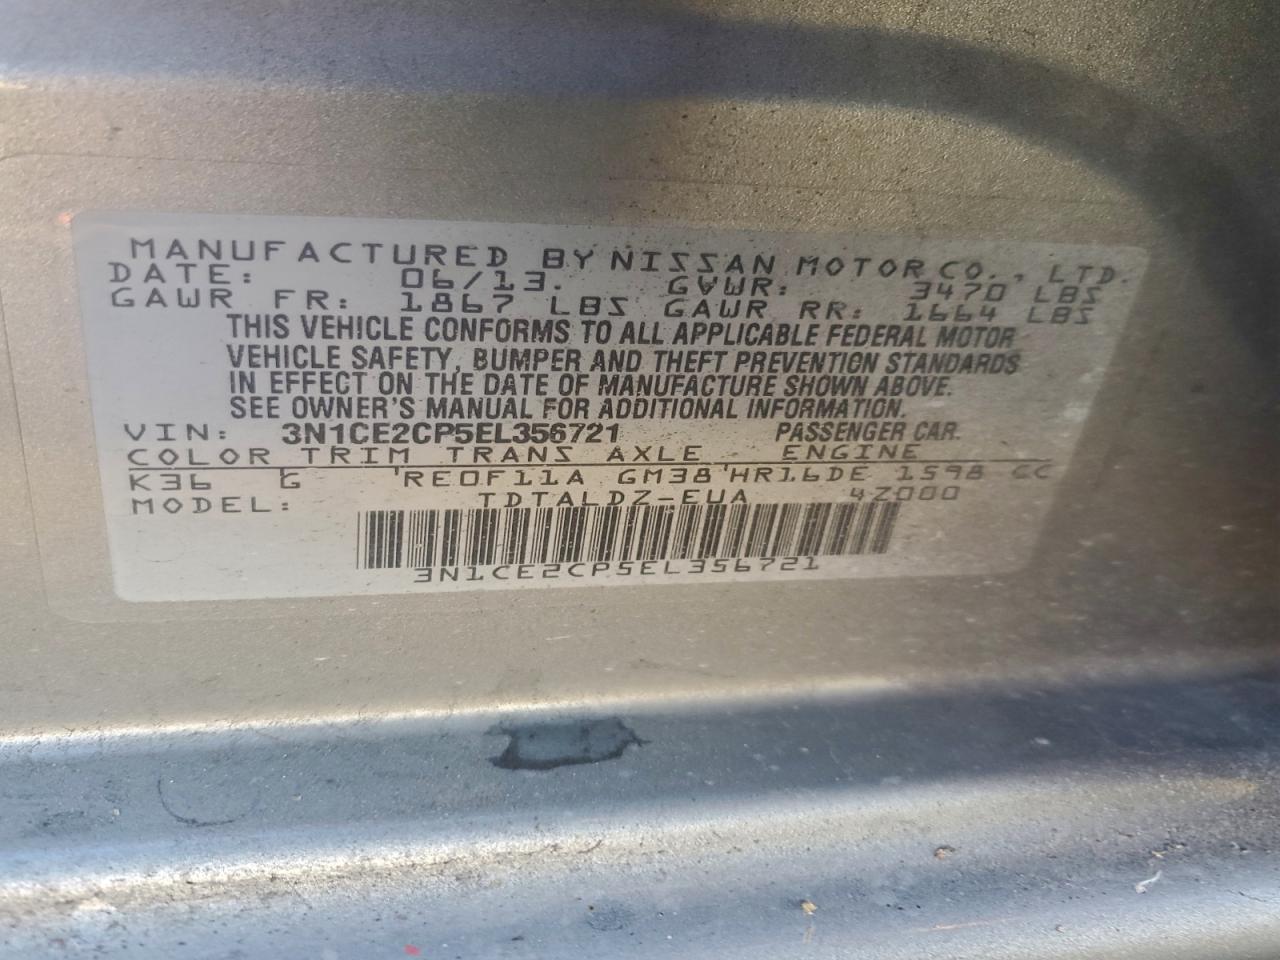 MANUFACTURED BY NISSAN MOTOR CO., LTD.
DATE: 06/13. GVWR: 3470 LBS
GAWR FR: 1867 LBS GAWR RR: 1664 LBS
THIS VEHICLE CONFORMS TO ALL APPLICABLE FEDERAL MOTOR
VEHICLE SAFETY, BUMPER AND THEFT PREVENTION STANDARDS
IN EFFECT ON THE DATE OF MANUFACTURE SHOWN ABOVE.
SEE OWNER'S MANUAL FOR ADDITIONAL INFORMATION.
VIN: 3N1CE2CP5EL356721 PASSENGER CAR.
COLOR TRIM TRANS AXLE ENGINE
K36 G 'RE0F11A GM38'HR16DE 1598 CC
MODEL: TDTALDZ-EUA 4Z000
3N1CE2CP5EL356721